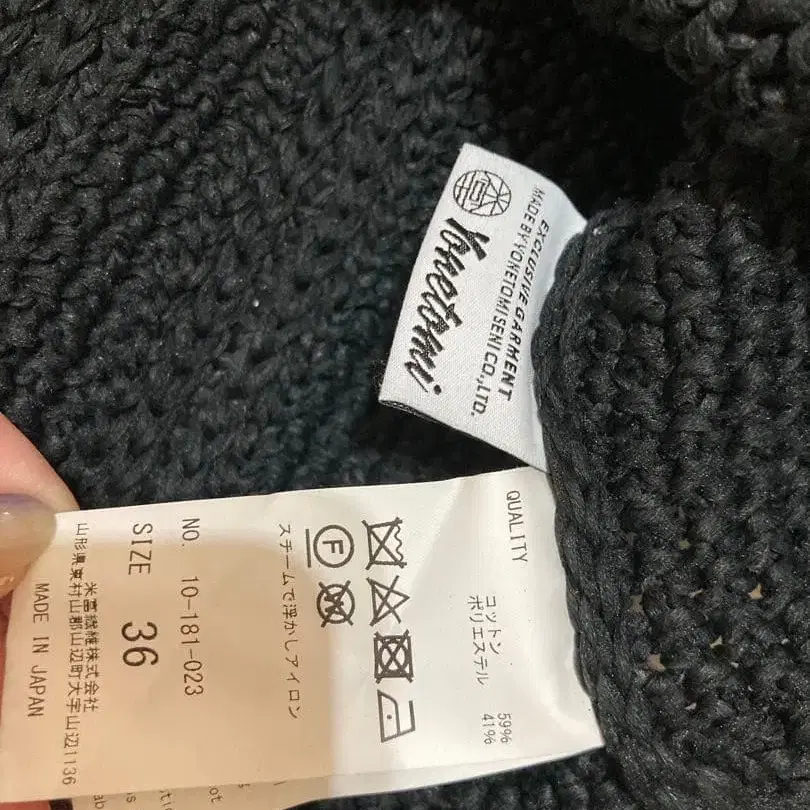 米富
Yonetomi
EXCLUSIVE GARMENT
MADE BY YONETOMI SENI CO.,LTD.
QUALITY
コットン 59%
ポリエステル 41%
F
スチームで浮かしアイロン
NO. 10-181-023
SIZE 36
米富繊維株式会社
山形県東村山郡山辺町大字山辺1136
MADE IN JAPAN